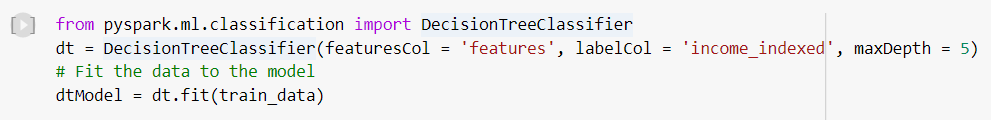 from pyspark.ml.classification import DecisionTreeClassifier
dt = DecisionTreeClassifier(featuresCol = 'features', labelCol = 'income_indexed', maxDepth = 5)
# Fit the data to the model
dtModel = dt.fit(train_data)